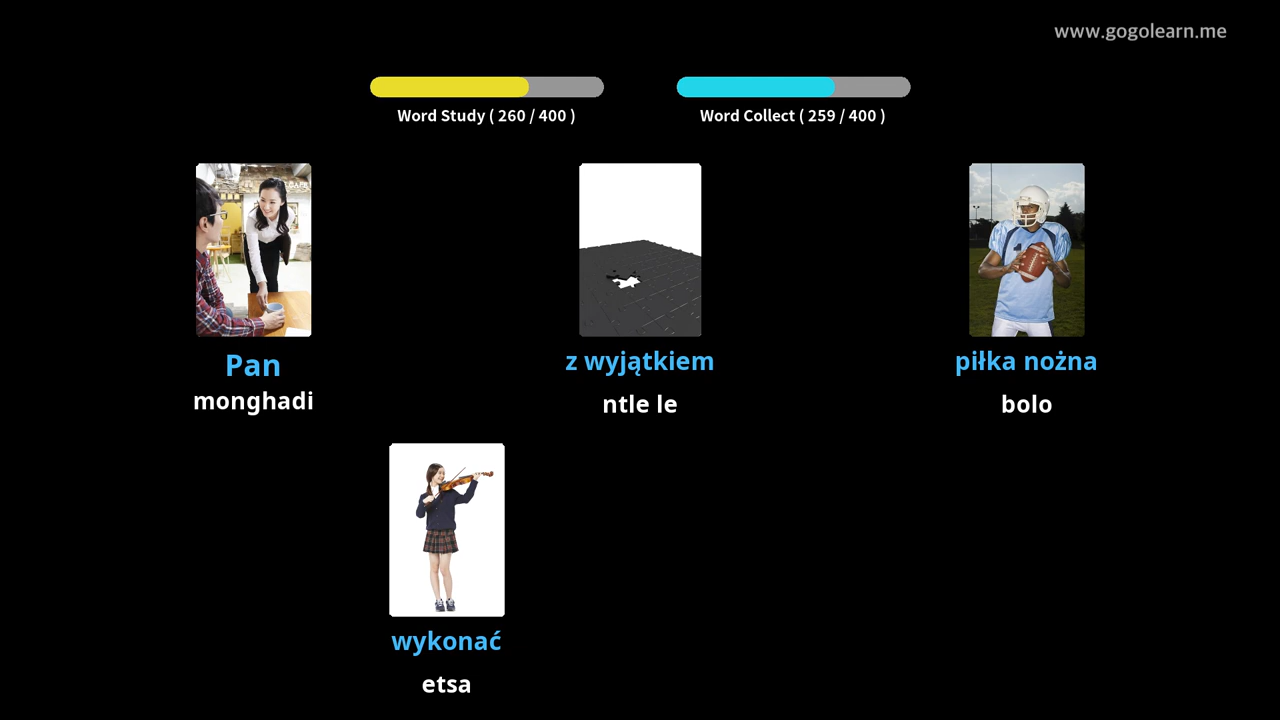 www.gogolearn.me
Word Study ( 260 / 400 )
Word Collect ( 259 / 400 )
Pan
monghadi
z wyjątkiem
ntle le
piłka nożna
bolo
wykonać
etsa